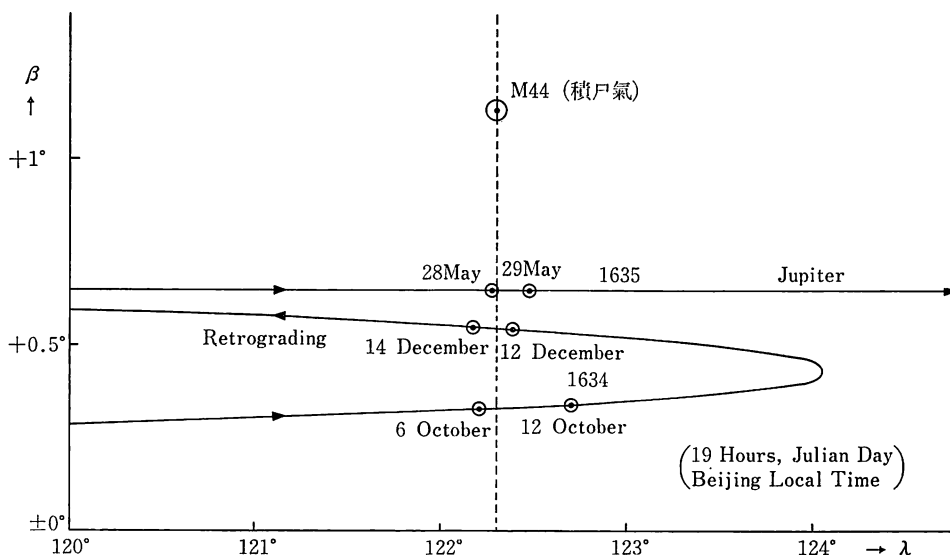 β
↑
M44 (積尸氣)
+1°
28May
29May
1635
Jupiter
Retrograding
14 December
12 December
+0.5°
1634
6 October
12 October
(19 Hours, Julian Day
Beijing Local Time)
±0°
120°
121°
122°
123°
124°
→ λ